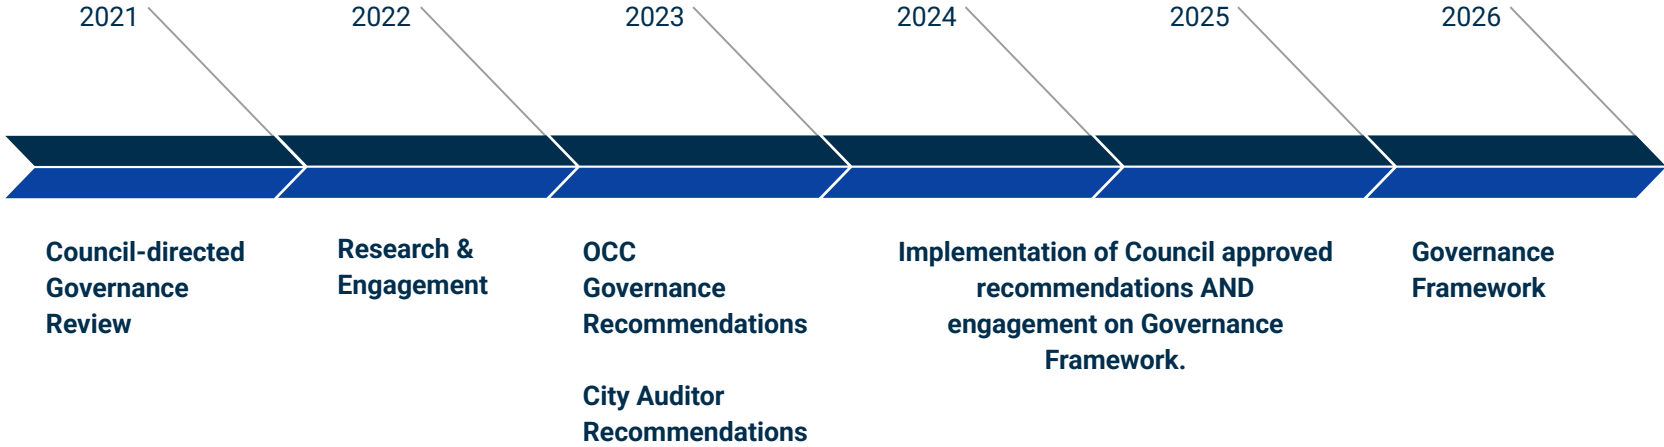 2021
2022
2023
2024
2025
2026
Council-directed
Governance
Review
Research &
Engagement
OCC
Governance
Recommendations
City Auditor
Recommendations
Implementation of Council approved
recommendations AND
engagement on Governance
Framework.
Governance
Framework